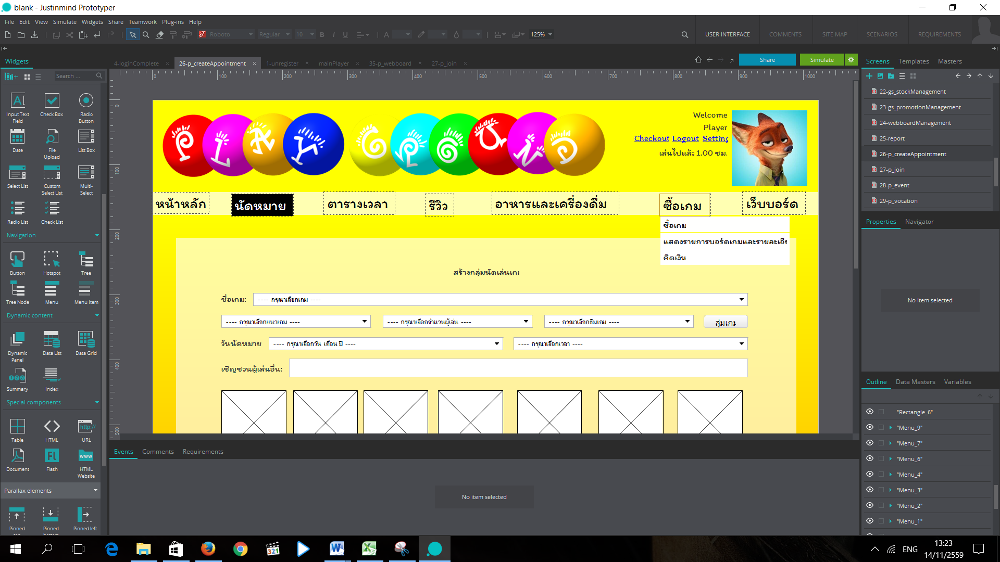 blank - Justinmind Prototyper
File Edit View Simulate Widgets Share Teamwork Plug-ins Help
Roboto Regular 10 B I U A 125%
USER INTERFACE COMMENTS SITE MAP SCENARIOS REQUIREMENTS
Widgets
Search ...
Input Text Field
Check Box
Radio Button
Date
File Upload
List Box
Select List
Custom Select List
Multi-Select
Radio List
Check List
Navigation
Button
Hotspot
Tree
Tree Node
Menu
Menu Item
Dynamic content
Dynamic Panel
Data List
Data Grid
Summary
Index
Special components
Table
HTML
URL
Document
Flash
HTML Website
Parallax elements
Pinned top
Pinned bottom
Pinned left
4-loginComplete
26-p_createAppointment
1-unregister
mainPlayer
35-p_webboard
27-p_join
Share
Simulate
0 100 200 300 400 500 600 700 800 900 1000
0
100
200
300
400
500
PLAY GPOUND
Welcome
Player
Checkout Logout Setting
เล่นไปแล้ว 1.00 ชม.
หน้าหลัก
นัดหมาย
ตารางเวลา
รีวิว
อาหารและเครื่องดื่ม
ซื้อเกม
เว็บบอร์ด
ซื้อเกม
แสดงรายการบอร์ดเกมและรายละเอีย
คิดเงิน
สร้างกลุ่มนัดเล่นเกม
ชื่อเกม:
---- กรุณาเลือกเกม ----
---- กรุณาเลือกแนวเกม ----
---- กรุณาเลือกจำนวนผู้เล่น ----
---- กรุณาเลือกธีมเกม ----
สุ่มเกม
วันนัดหมาย
---- กรุณาเลือกวัน เดือน ปี ----
---- กรุณาเลือกเวลา ----
เชิญชวนผู้เล่นอื่น:
Events
Comments
Requirements
No item selected
Screens
Templates
Masters
22-gs_stockManagement
23-gs_promotionManagement
24-webboardManagement
25-report
26-p_createAppointment
27-p_join
28-p_event
29-p_vocation
Properties
Navigator
No item selected
Outline
Data Masters
Variables
"Rectangle_6"
"Menu_9"
"Menu_7"
"Menu_6"
"Menu_4"
"Menu_3"
"Menu_2"
"Menu_1"
ENG
13:23
14/11/2559